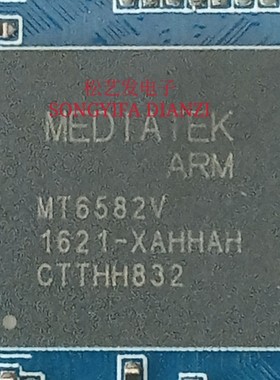 松艺发电子
SONGYIFA DIANZI
MEDIATEK
ARM
MT6582V
1621-XAHHAH
CTTHH832